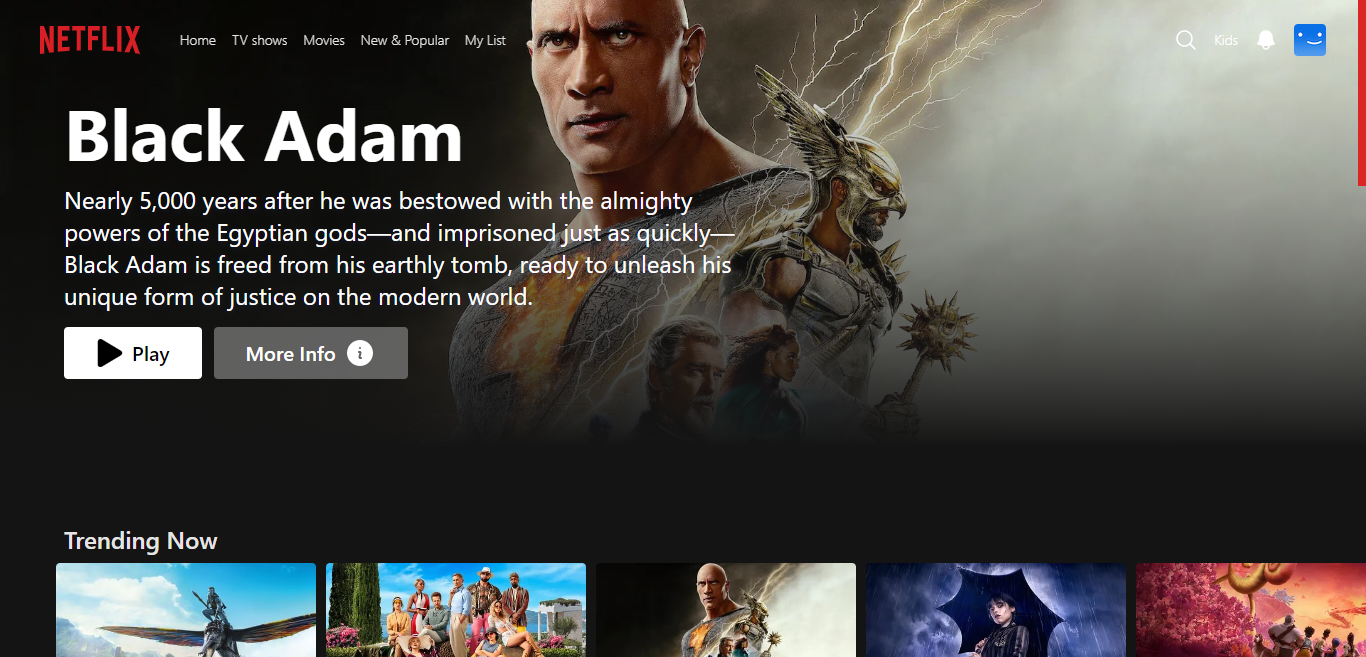 NETFLIX
Home TV shows Movies New & Popular My List
Kids
Black Adam
Nearly 5,000 years after he was bestowed with the almighty
powers of the Egyptian gods—and imprisoned just as quickly—
Black Adam is freed from his earthly tomb, ready to unleash his
unique form of justice on the modern world.
Play
More Info i
Trending Now